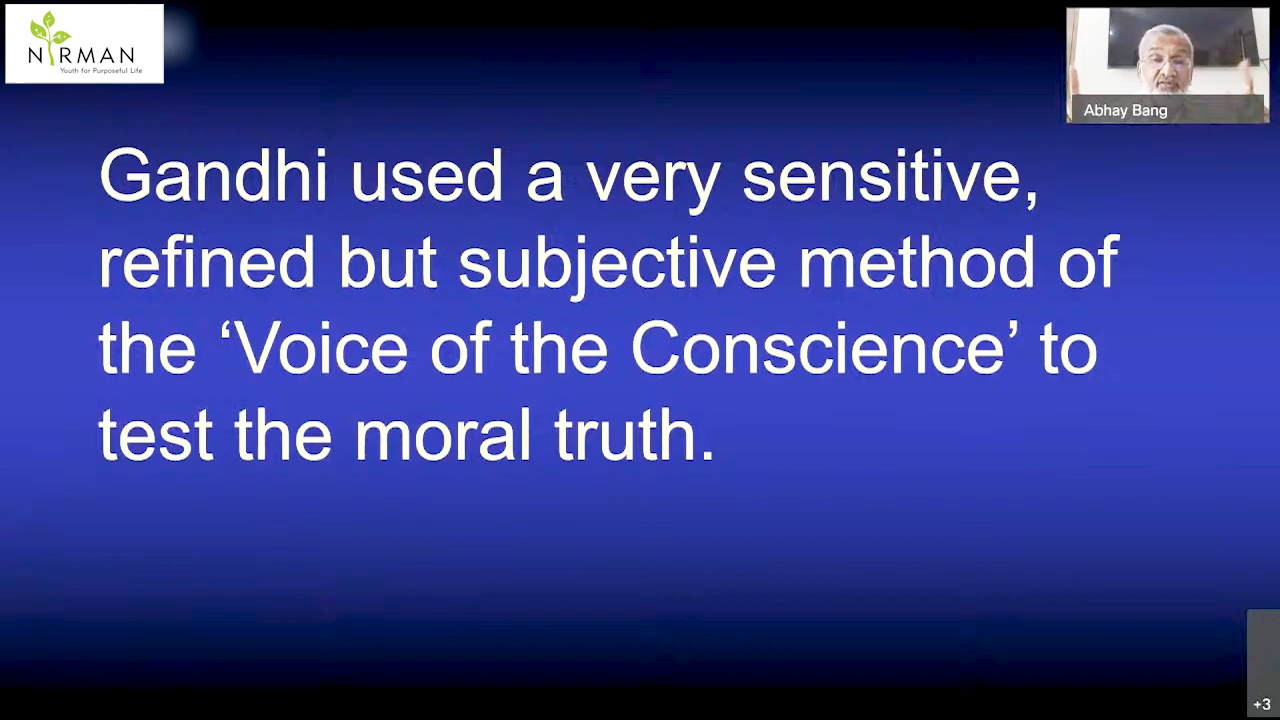 NIRMAN
Youth for Purposeful Life
Abhay Bang
Gandhi used a very sensitive,
refined but subjective method of
the ‘Voice of the Conscience’ to
test the moral truth.
+3